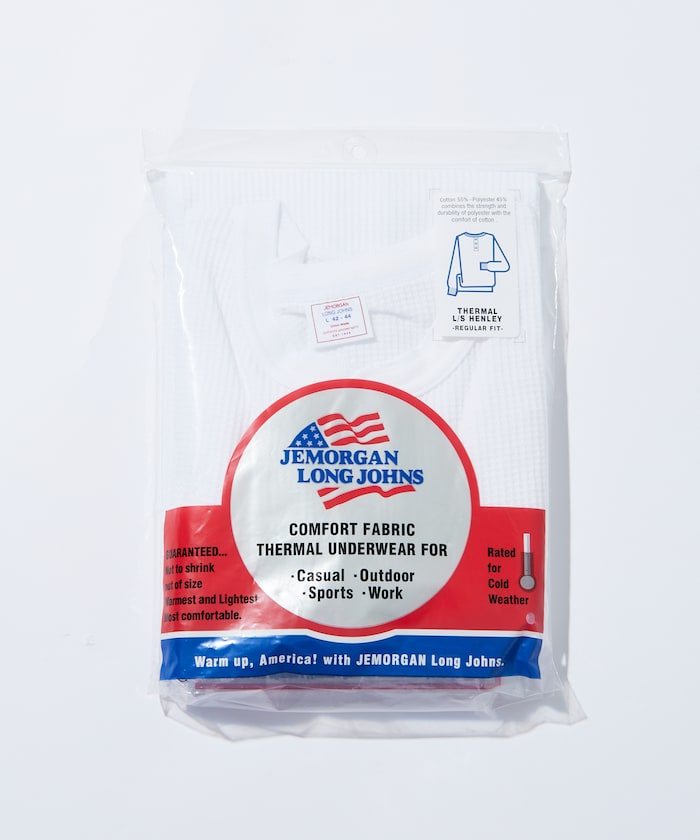 Cotton 55% -Polyester 45%
combines the strength and
durability of polyester with the
comfort of cotton .
THERMAL
L/S HENLEY
-REGULAR FIT-
JEMORGAN
LONG JOHNS
L 42 - 44
JEMORGAN
LONG JOHNS
COMFORT FABRIC
THERMAL UNDERWEAR FOR
·Casual ·Outdoor
·Sports ·Work
GUARANTEED...
Not to shrink
out of size
Warmest and Lightest
Most comfortable.
Rated
for
Cold
Weather
Warm up, America! with JEMORGAN Long Johns.